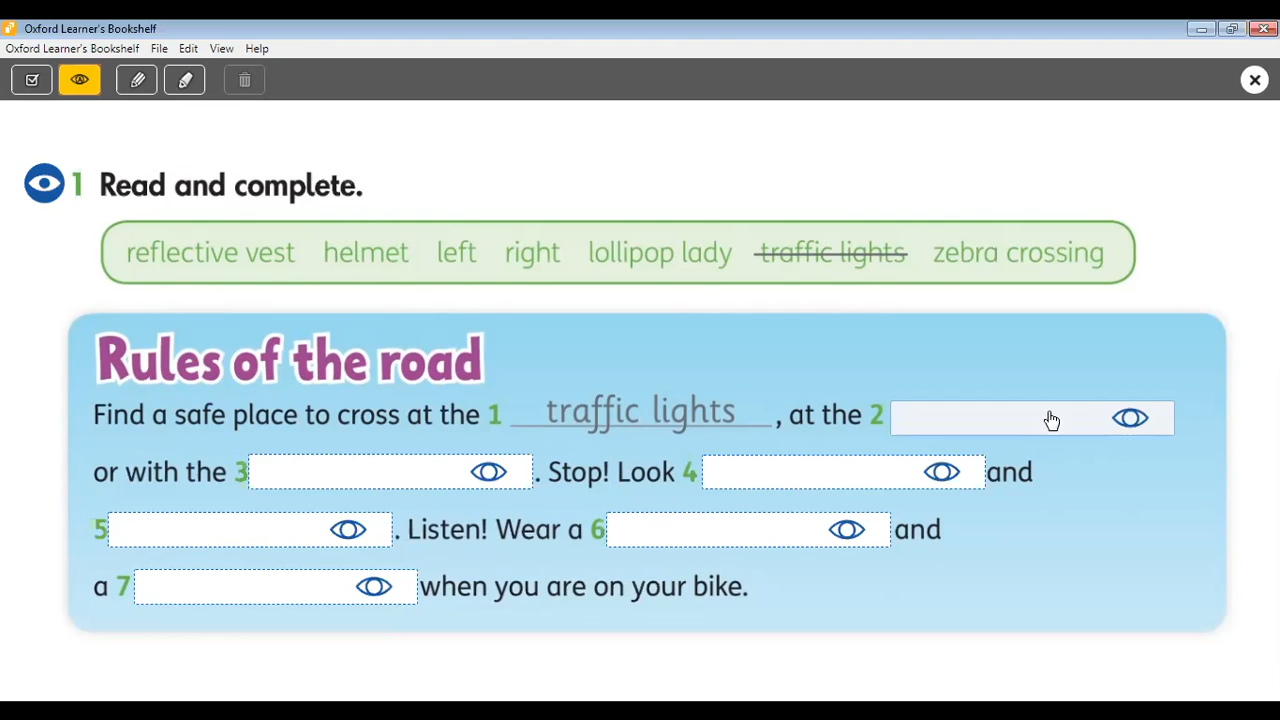 Oxford Learner's Bookshelf
Oxford Learner's Bookshelf File Edit View Help
1 Read and complete.
reflective vest helmet left right lollipop lady traffic lights zebra crossing
Rules of the road
Find a safe place to cross at the 1 traffic lights, at the 2
or with the 3 . Stop! Look 4 and
5 . Listen! Wear a 6 and
a 7 when you are on your bike.